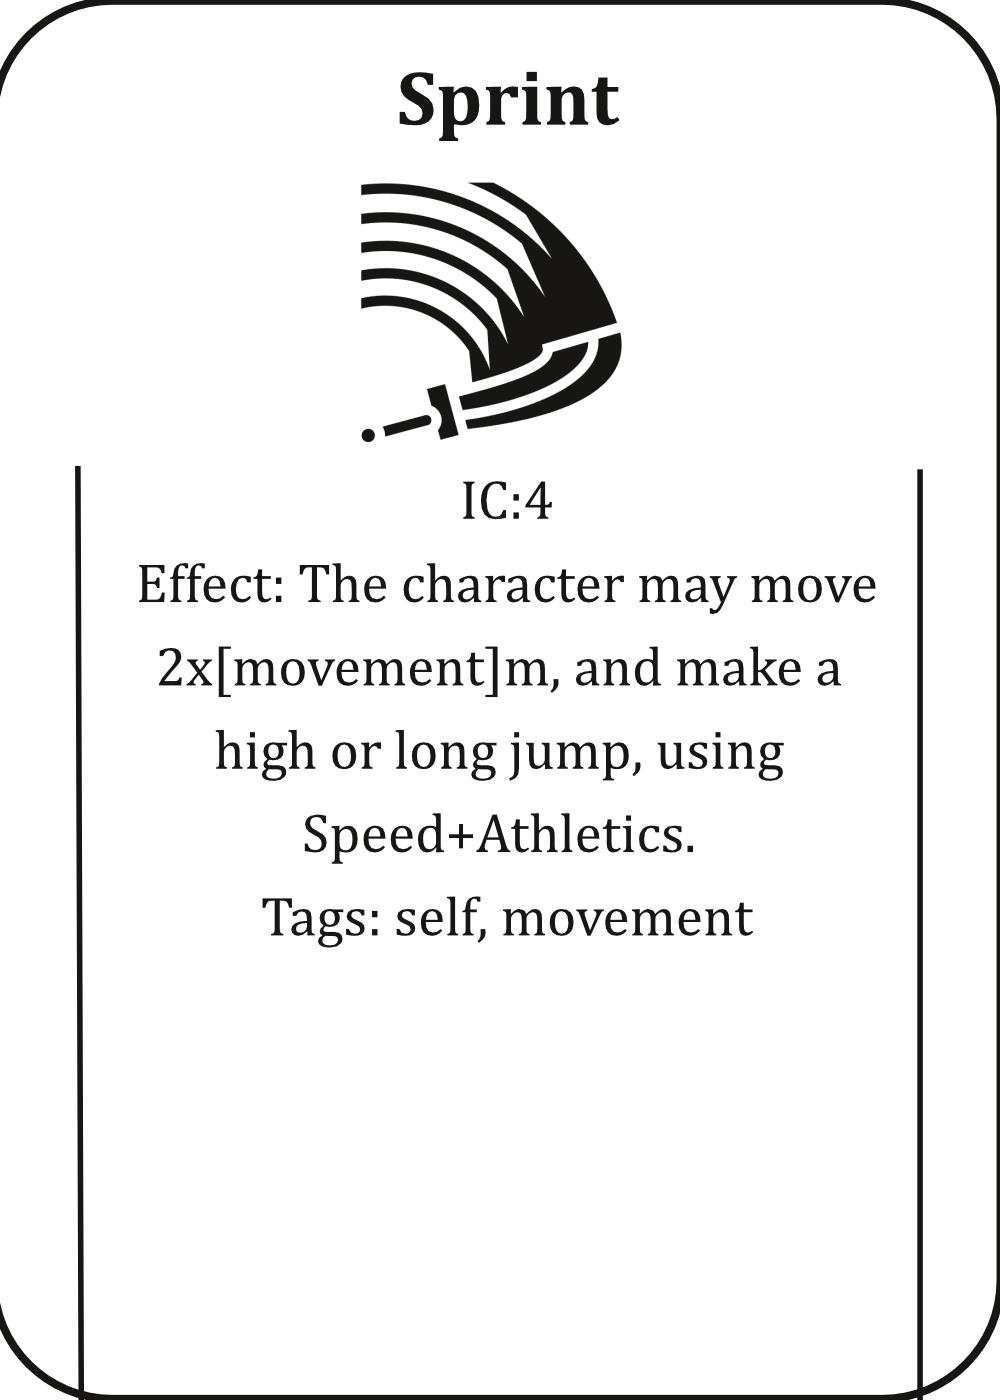 Sprint
IC:4
Effect: The character may move
2x[movement]m, and make a
high or long jump, using
Speed+Athletics.
Tags: self, movement